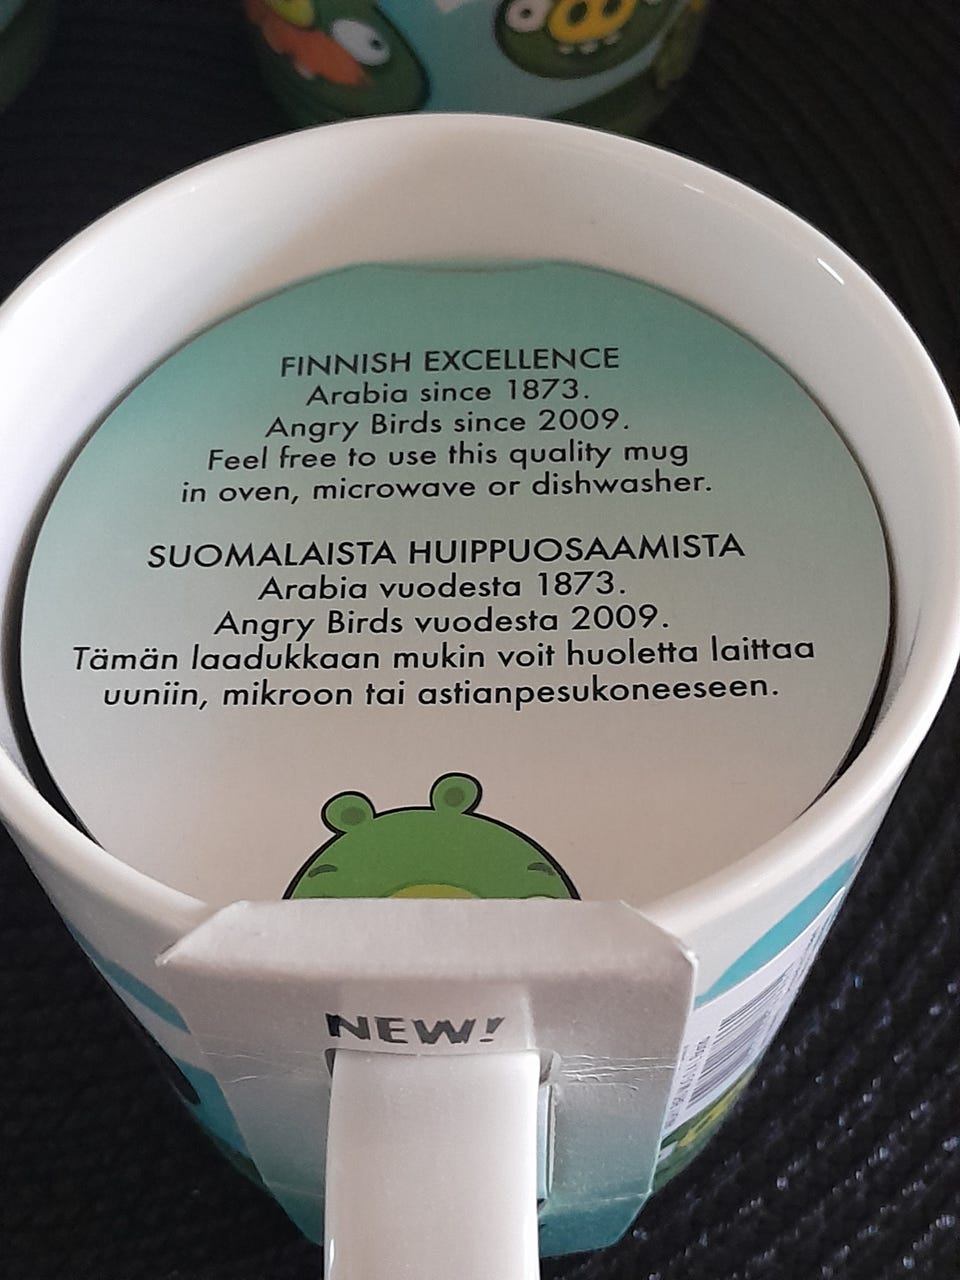 FINNISH EXCELLENCE
Arabia since 1873.
Angry Birds since 2009.
Feel free to use this quality mug
in oven, microwave or dishwasher.
SUOMALAISTA HUIPPUOSAAMISTA
Arabia vuodesta 1873.
Angry Birds vuodesta 2009.
Tämän laadukkaan mukin voit huoletta laittaa
uuniin, mikroon tai astianpesukoneeseen.
NEW!